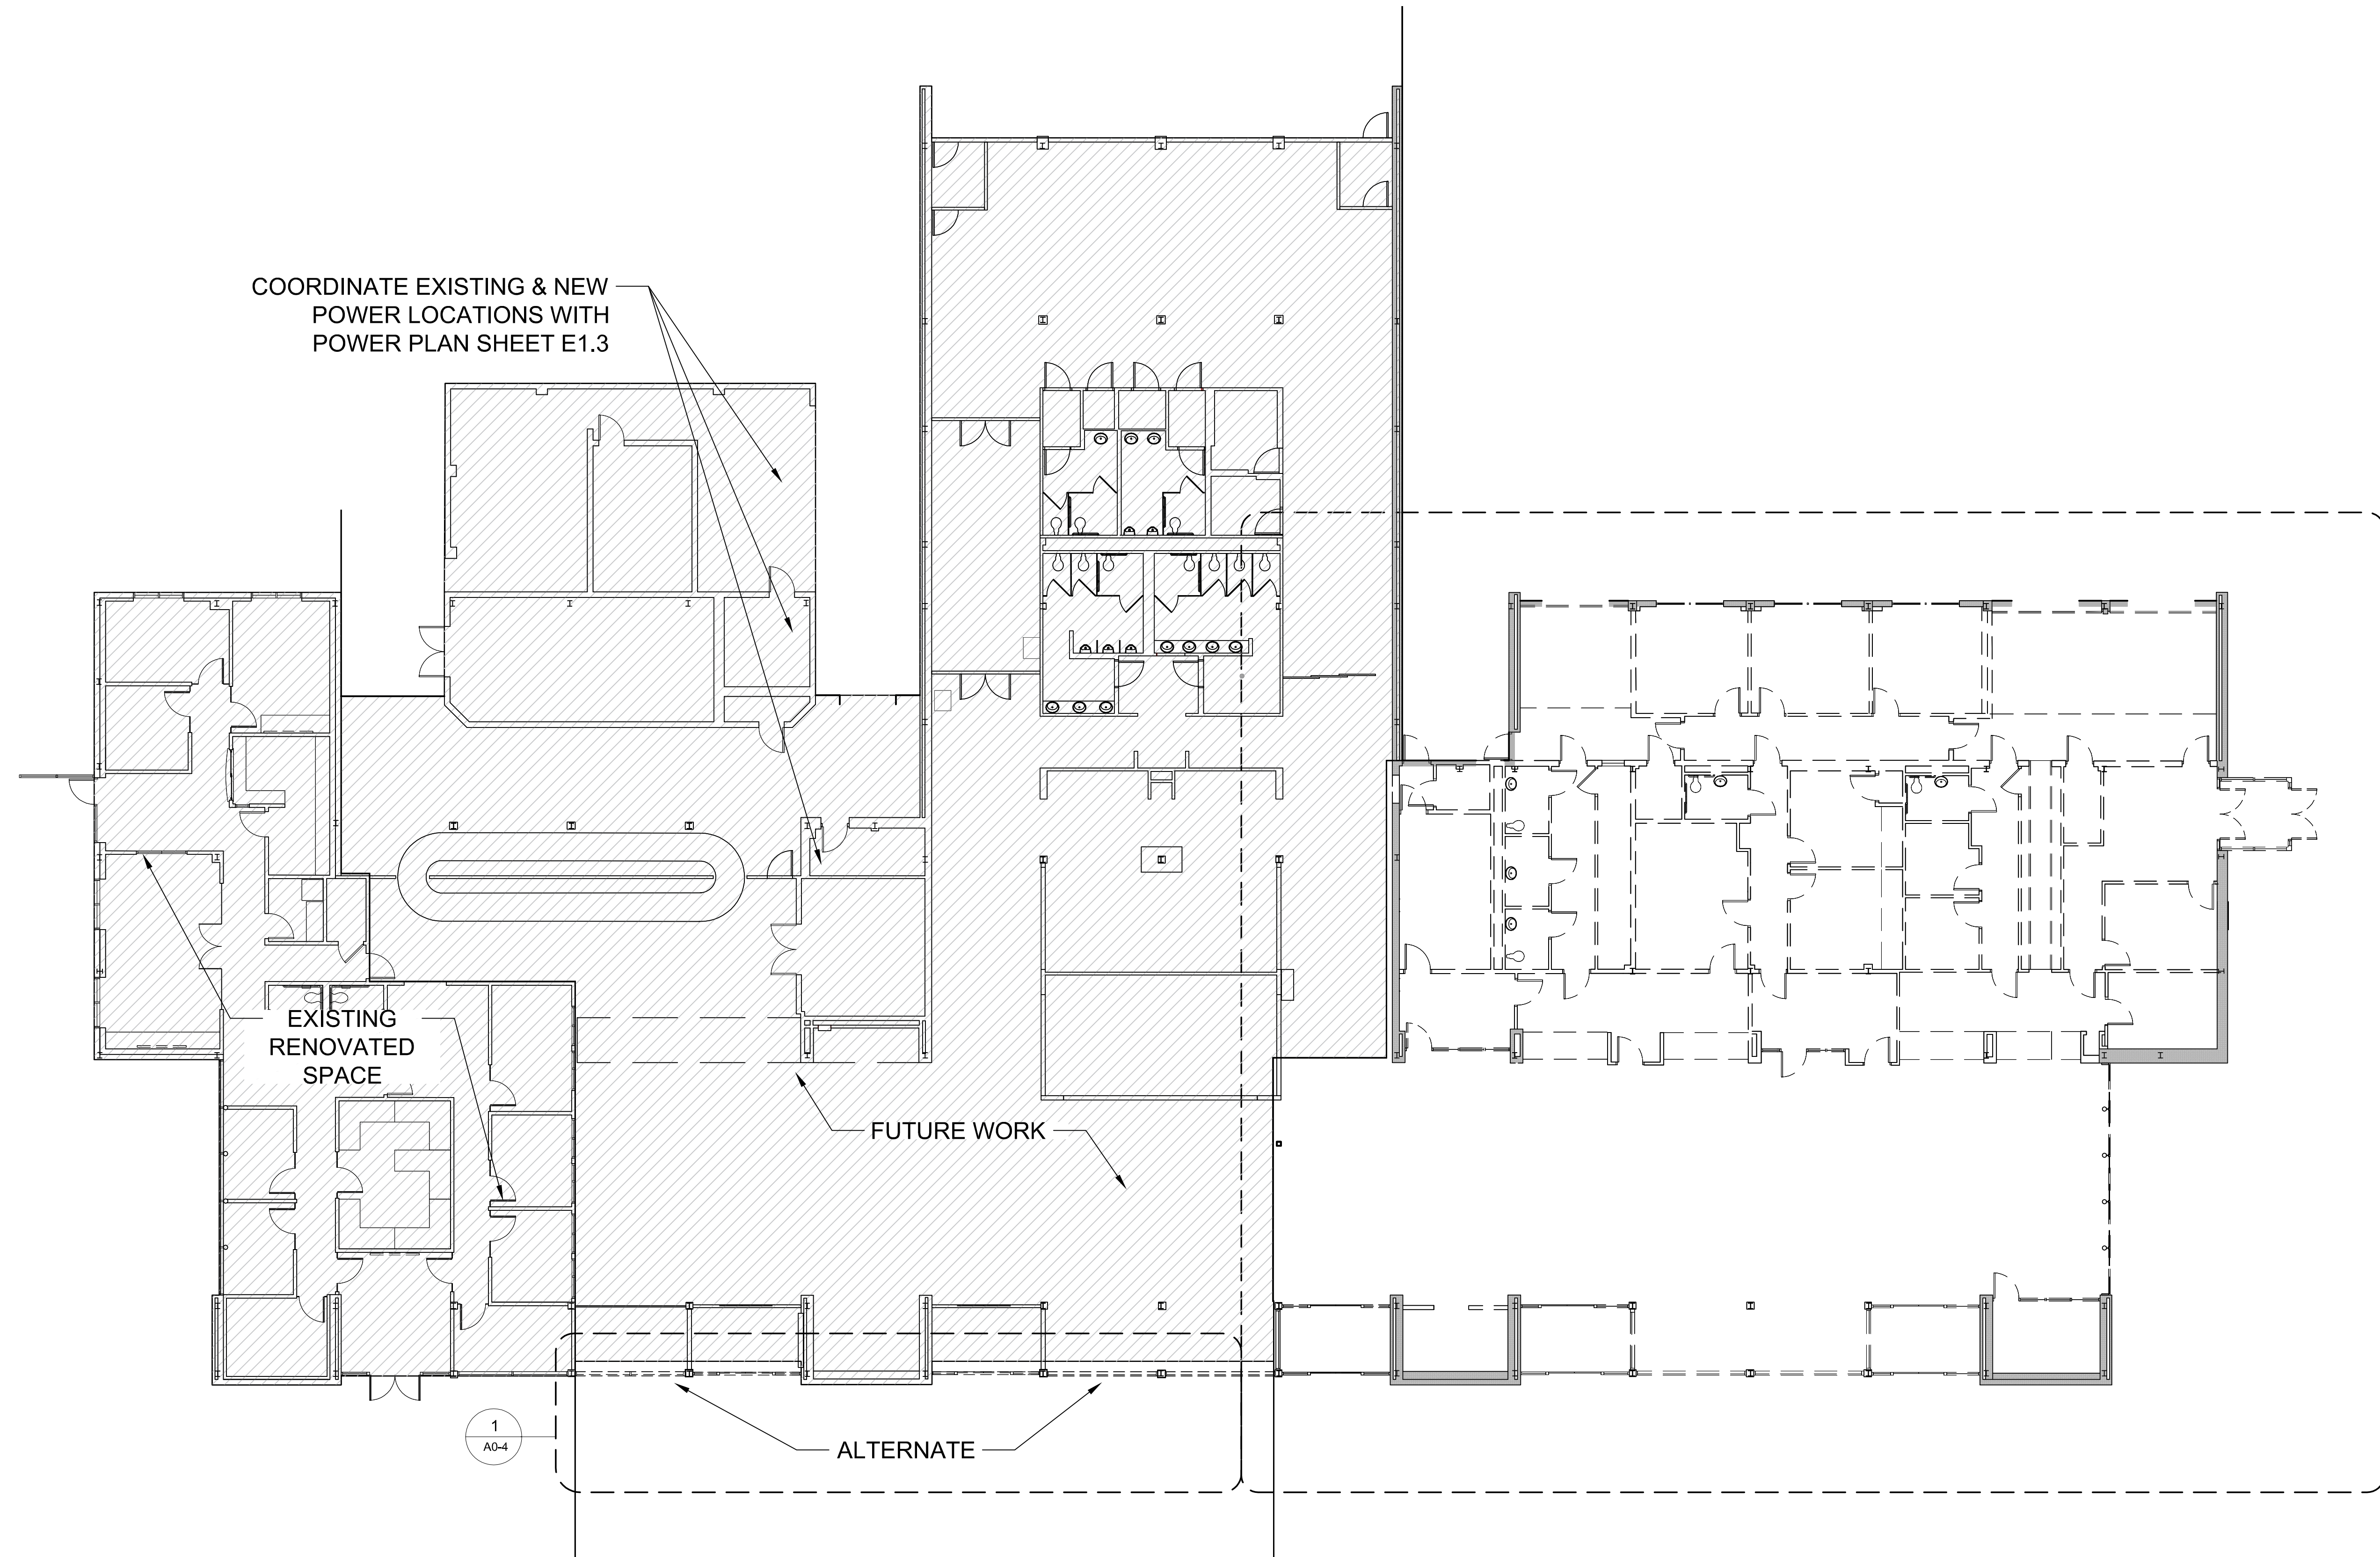 COORDINATE EXISTING & NEW
POWER LOCATIONS WITH
POWER PLAN SHEET E1.3
EXISTING
RENOVATED
SPACE
FUTURE WORK
1
A0-4
ALTERNATE